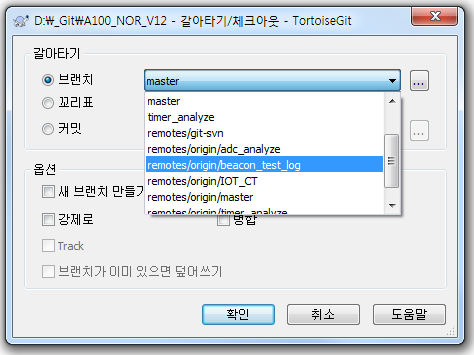 D:\_Git\A100_NOR_V12 - 갈아타기/체크아웃 - TortoiseGit
갈아타기
브랜치
master
...
꼬리표
master
timer_analyze
커밋
remotes/git-svn
...
remotes/origin/adc_analyze
remotes/origin/beacon_test_log
옵션
remotes/origin/IOT_CT
새 브랜치 만들기
remotes/origin/master
remotes/origin/timer_analyze
강제로
병합
Track
브랜치가 이미 있으면 덮어쓰기
확인
취소
도움말